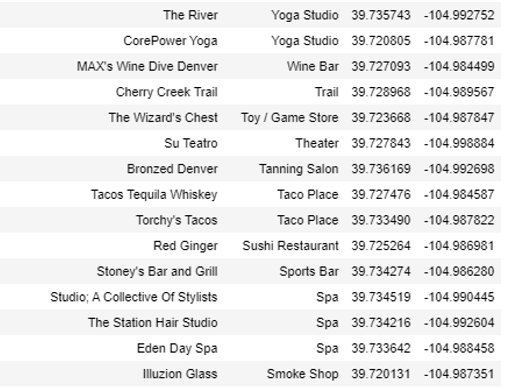 The River Yoga Studio 39.735743 -104.992752
CorePower Yoga Yoga Studio 39.720805 -104.987781
MAX's Wine Dive Denver Wine Bar 39.727093 -104.984499
Cherry Creek Trail Trail 39.728968 -104.989567
The Wizard's Chest Toy / Game Store 39.723668 -104.987847
Su Teatro Theater 39.727843 -104.998884
Bronzed Denver Tanning Salon 39.736169 -104.992698
Tacos Tequila Whiskey Taco Place 39.727476 -104.984587
Torchy's Tacos Taco Place 39.733490 -104.987822
Red Ginger Sushi Restaurant 39.725264 -104.986981
Stoney's Bar and Grill Sports Bar 39.734274 -104.986280
Studio; A Collective Of Stylists Spa 39.734519 -104.990445
The Station Hair Studio Spa 39.734216 -104.992604
Eden Day Spa Spa 39.733642 -104.988458
Illuzion Glass Smoke Shop 39.720131 -104.987351